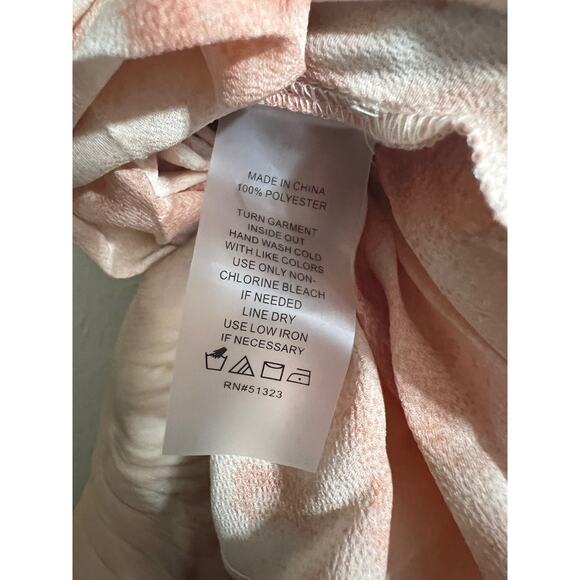 MADE IN CHINA
100% POLYESTER
TURN GARMENT
INSIDE OUT
HAND WASH COLD
WITH LIKE COLORS
USE ONLY NON-
CHLORINE BLEACH
IF NEEDED
LINE DRY
USE LOW IRON
IF NECESSARY
RN#51323